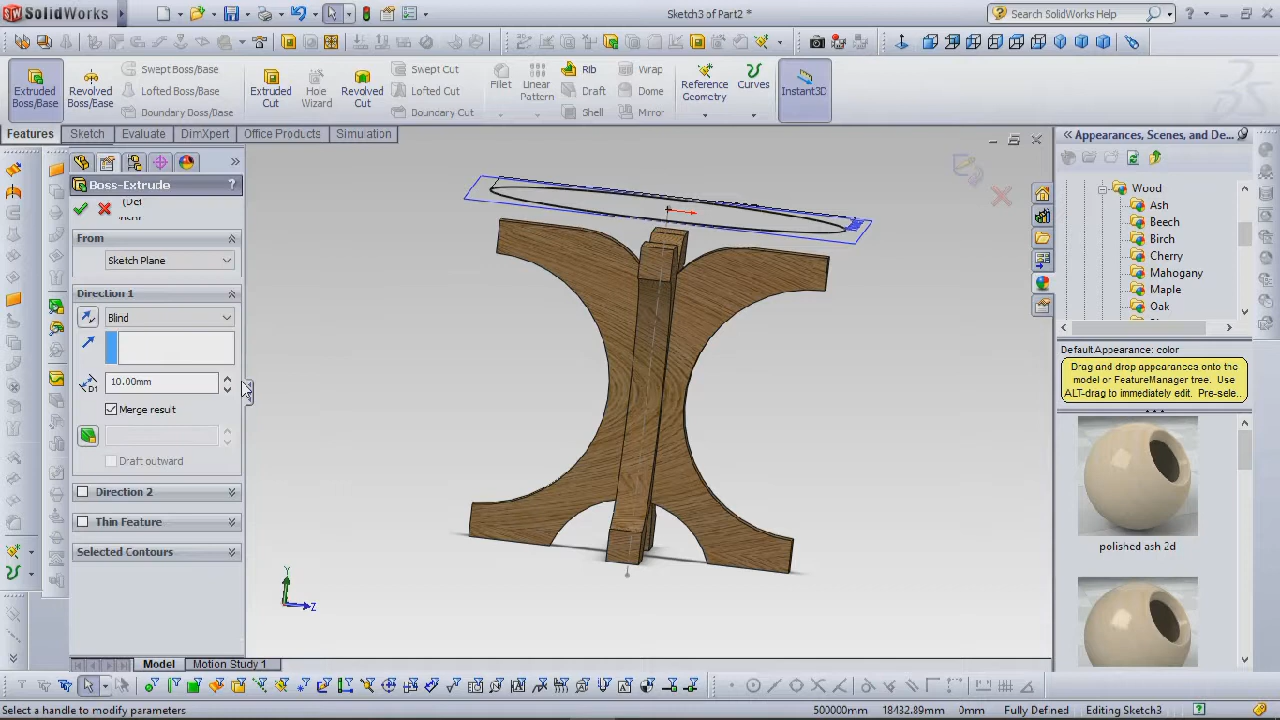 SolidWorks
Sketch3 of Part2 *
Search SolidWorks Help
Extruded Boss/Base
Revolved Boss/Base
Swept Boss/Base
Lofted Boss/Base
Boundary Boss/Base
Extruded Cut
Hole Wizard
Revolved Cut
Swept Cut
Lofted Cut
Boundary Cut
Fillet
Linear Pattern
Rib
Draft
Shell
Wrap
Dome
Mirror
Reference Geometry
Curves
Instant3D
Features
Sketch
Evaluate
DimXpert
Office Products
Simulation
Boss-Extrude
?
From
Sketch Plane
Direction 1
Blind
D1
10.00mm
Merge result
Draft outward
Direction 2
Thin Feature
Selected Contours
Y
Z
Appearances, Scenes, and De...
Wood
Ash
Beech
Birch
Cherry
Mahogany
Maple
Oak
DefaultAppearance: color
Drag and drop appearances onto the
model or FeatureManager tree. Use
ALT-drag to immediately edit. Pre-sele..
polished ash 2d
Model
Motion Study 1
Select a handle to modify parameters
0mm
Fully Defined
Editing Sketch3